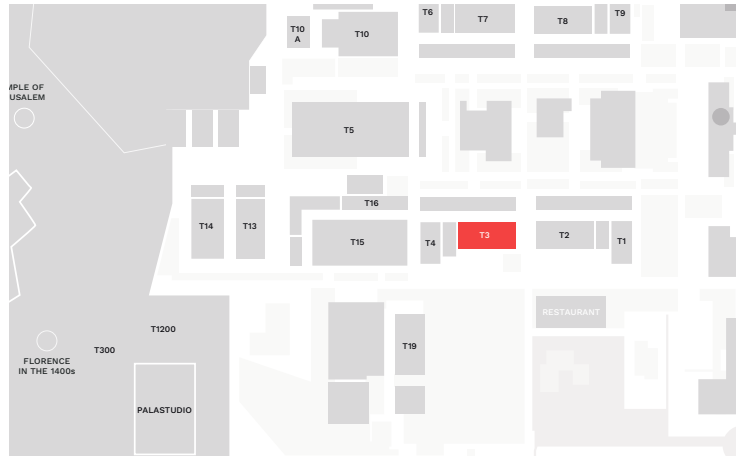 T6
T7
T8
T9
T10
A
T10
MPLE OF
USALEM
T5
T16
T14
T13
T15
T4
T3
T2
T1
RESTAURANT
T1200
T300
T19
FLORENCE
IN THE 1400s
PALASTUDIO